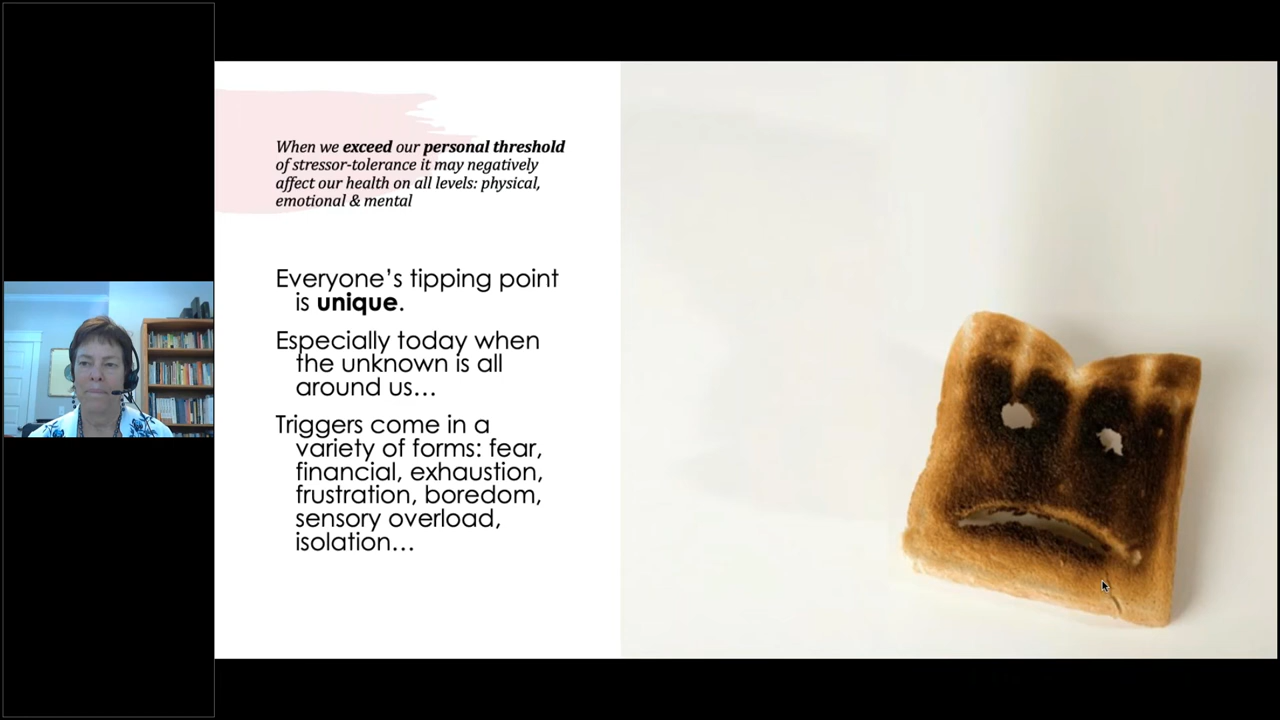 When we exceed our personal threshold
of stressor-tolerance it may negatively
affect our health on all levels: physical,
emotional & mental
Everyone’s tipping point
is unique.
Especially today when
the unknown is all
around us…
Triggers come in a
variety of forms: fear,
financial, exhaustion,
frustration, boredom,
sensory overload,
isolation…